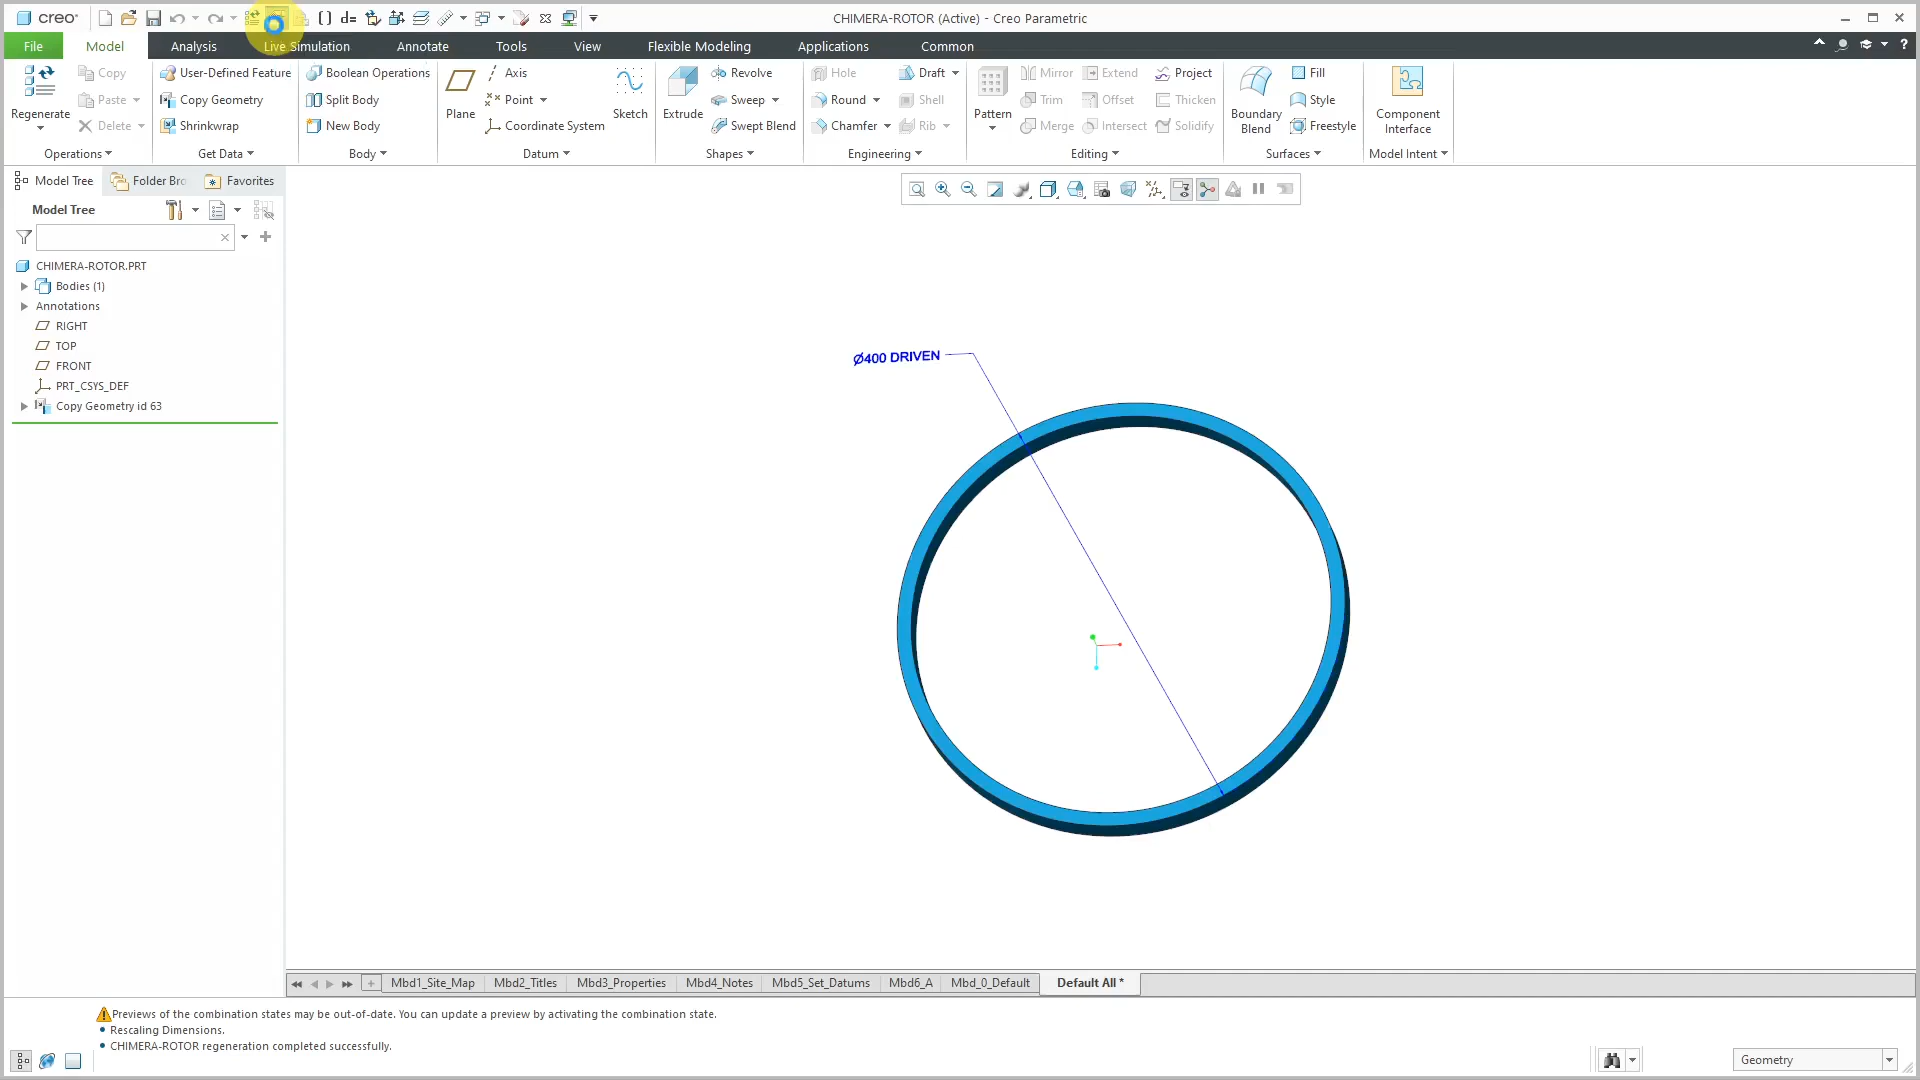 creo
CHIMERA-ROTOR (Active) - Creo Parametric
File
Model
Analysis
Live Simulation
Annotate
Tools
View
Flexible Modeling
Applications
Common
Regenerate
Copy
Paste
Delete
Operations
User-Defined Feature
Copy Geometry
Shrinkwrap
Get Data
Boolean Operations
Split Body
New Body
Body
Plane
Axis
Point
Coordinate System
Sketch
Datum
Extrude
Revolve
Sweep
Swept Blend
Shapes
Hole
Round
Chamfer
Draft
Shell
Rib
Engineering
Pattern
Mirror
Trim
Merge
Extend
Offset
Intersect
Project
Thicken
Solidify
Editing
Boundary
Blend
Fill
Style
Freestyle
Surfaces
Component
Interface
Model Intent
Model Tree
Folder Bro
Favorites
Model Tree
CHIMERA-ROTOR.PRT
Bodies (1)
Annotations
RIGHT
TOP
FRONT
PRT_CSYS_DEF
Copy Geometry id 63
Ø400 DRIVEN
Mbd1_Site_Map
Mbd2_Titles
Mbd3_Properties
Mbd4_Notes
Mbd5_Set_Datums
Mbd6_A
Mbd_0_Default
Default All *
Previews of the combination states may be out-of-date. You can update a preview by activating the combination state.
• Rescaling Dimensions.
• CHIMERA-ROTOR regeneration completed successfully.
Geometry